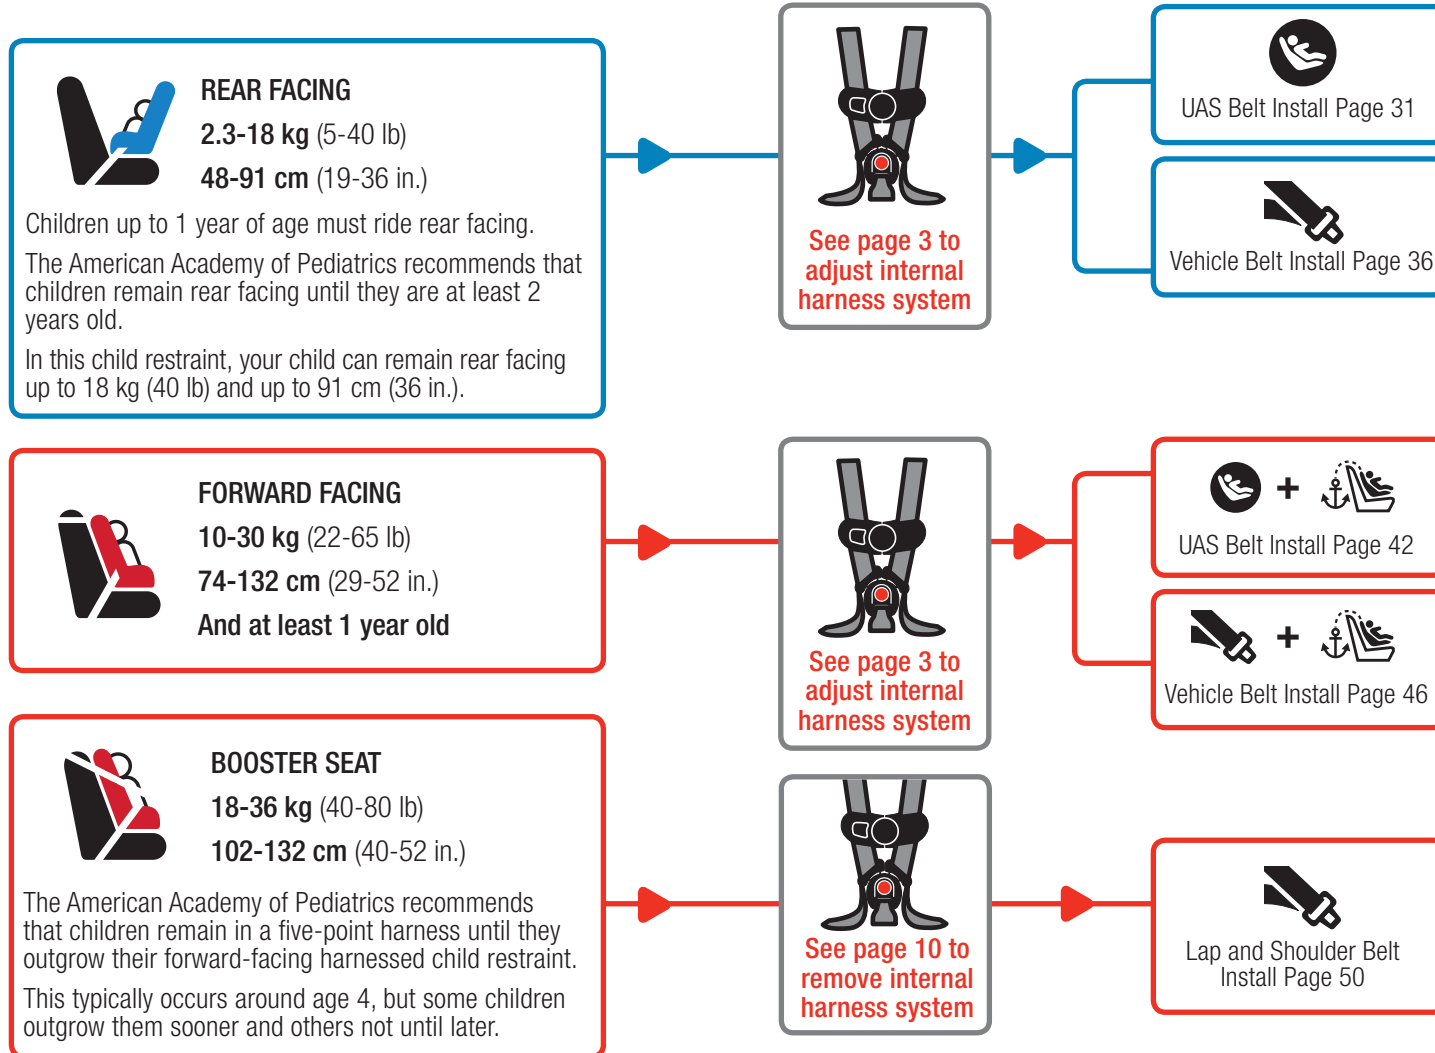 REAR FACING
2.3-18 kg (5-40 lb)
48-91 cm (19-36 in.)
Children up to 1 year of age must ride rear facing.
The American Academy of Pediatrics recommends that
children remain rear facing until they are at least 2
years old.
In this child restraint, your child can remain rear facing
up to 18 kg (40 lb) and up to 91 cm (36 in.).
See page 3 to
adjust internal
harness system
UAS Belt Install Page 31
Vehicle Belt Install Page 36
FORWARD FACING
10-30 kg (22-65 lb)
74-132 cm (29-52 in.)
And at least 1 year old
See page 3 to
adjust internal
harness system
+
UAS Belt Install Page 42
+
Vehicle Belt Install Page 46
BOOSTER SEAT
18-36 kg (40-80 lb)
102-132 cm (40-52 in.)
The American Academy of Pediatrics recommends
that children remain in a five-point harness until they
outgrow their forward-facing harnessed child restraint.
This typically occurs around age 4, but some children
outgrow them sooner and others not until later.
See page 10 to
remove internal
harness system
Lap and Shoulder Belt
Install Page 50